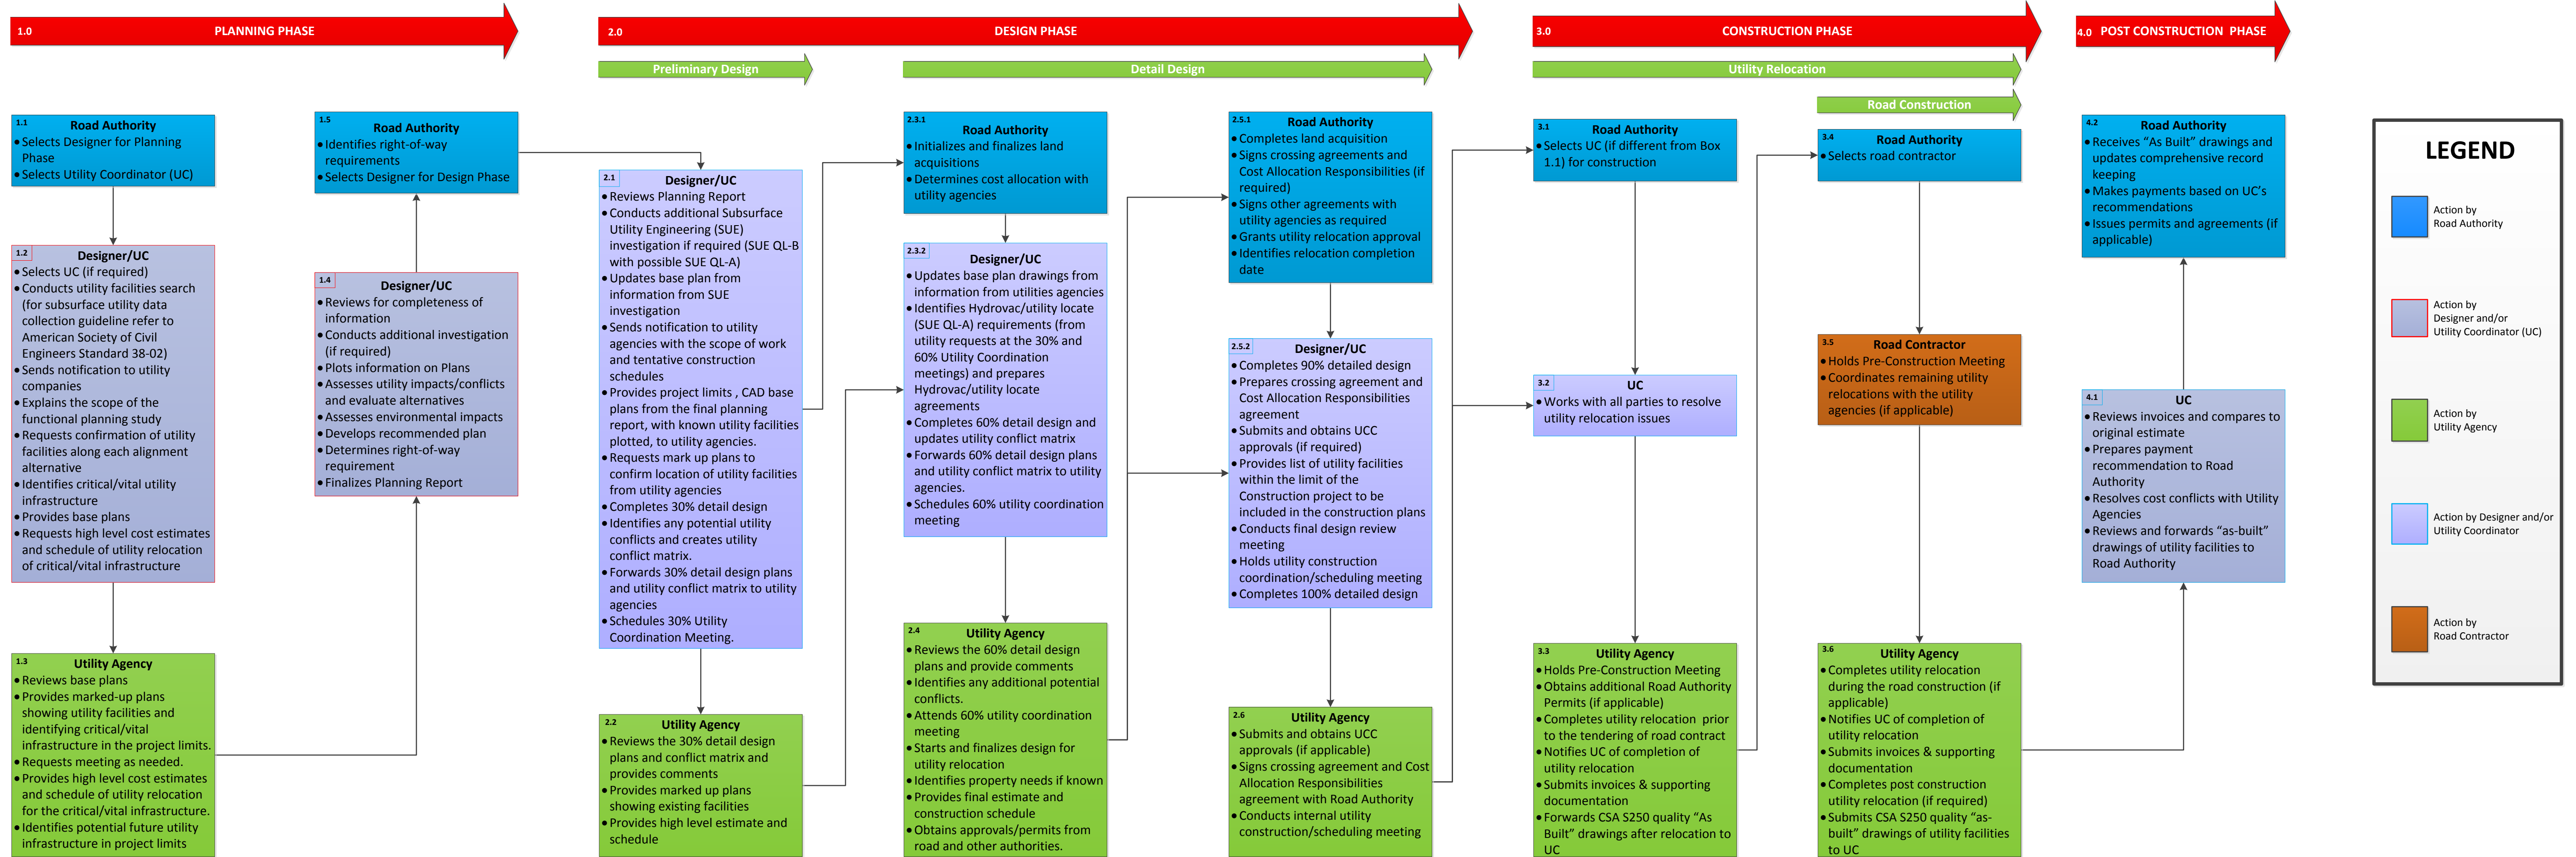 1.0 PLANNING PHASE
2.0 DESIGN PHASE
3.0 CONSTRUCTION PHASE
4.0 POST CONSTRUCTION PHASE
Preliminary Design
Detail Design
Utility Relocation
Road Construction
1.1
Road Authority
• Selects Designer for Planning
Phase
• Selects Utility Coordinator (UC)
1.2
Designer/UC
• Selects UC (if required)
• Conducts utility facilities search
(for subsurface utility data
collection guideline refer to
American Society of Civil
Engineers Standard 38-02)
• Sends notification to utility
companies
• Explains the scope of the
functional planning study
• Requests confirmation of utility
facilities along each alignment
alternative
• Identifies critical/vital utility
infrastructure
• Provides base plans
• Requests high level cost estimates
and schedule of utility relocation
of critical/vital infrastructure
1.3
Utility Agency
• Reviews base plans
• Provides marked-up plans
showing utility facilities and
identifying critical/vital
infrastructure in the project limits.
• Requests meeting as needed.
• Provides high level cost estimates
and schedule of utility relocation
for the critical/vital infrastructure.
• Identifies potential future utility
infrastructure in project limits
1.5
Road Authority
• Identifies right-of-way
requirements
• Selects Designer for Design Phase
1.4
Designer/UC
• Reviews for completeness of
information
• Conducts additional investigation
(if required)
• Plots information on Plans
• Assesses utility impacts/conflicts
and evaluate alternatives
• Assesses environmental impacts
• Develops recommended plan
• Determines right-of-way
requirement
• Finalizes Planning Report
2.1
Designer/UC
• Reviews Planning Report
• Conducts additional Subsurface
Utility Engineering (SUE)
investigation if required (SUE QL-B
with possible SUE QL-A)
• Updates base plan from
information from SUE
investigation
• Sends notification to utility
agencies with the scope of work
and tentative construction
schedules
• Provides project limits , CAD base
plans from the final planning
report, with known utility facilities
plotted, to utility agencies.
• Requests mark up plans to
confirm location of utility facilities
from utility agencies
• Completes 30% detail design
• Identifies any potential utility
conflicts and creates utility
conflict matrix.
• Forwards 30% detail design plans
and utility conflict matrix to utility
agencies
• Schedules 30% Utility
Coordination Meeting.
2.2
Utility Agency
• Reviews the 30% detail design
plans and conflict matrix and
provides comments
• Provides marked up plans
showing existing facilities
• Provides high level estimate and
schedule
2.3.1
Road Authority
• Initializes and finalizes land
acquisitions
• Determines cost allocation with
utility agencies
2.3.2
Designer/UC
• Updates base plan drawings from
information from utilities agencies
• Identifies Hydrovac/utility locate
(SUE QL-A) requirements (from
utility requests at the 30% and
60% Utility Coordination
meetings) and prepares
Hydrovac/utility locate
agreements
• Completes 60% detail design and
updates utility conflict matrix
• Forwards 60% detail design plans
and utility conflict matrix to utility
agencies.
• Schedules 60% utility coordination
meeting
2.4
Utility Agency
• Reviews the 60% detail design
plans and provide comments
• Identifies any additional potential
conflicts.
• Attends 60% utility coordination
meeting
• Starts and finalizes design for
utility relocation
• Identifies property needs if known
• Provides final estimate and
construction schedule
• Obtains approvals/permits from
road and other authorities.
2.5.1
Road Authority
• Completes land acquisition
• Signs crossing agreements and
Cost Allocation Responsibilities (if
required)
• Signs other agreements with
utility agencies as required
• Grants utility relocation approval
• Identifies relocation completion
date
2.5.2
Designer/UC
• Completes 90% detailed design
• Prepares crossing agreement and
Cost Allocation Responsibilities
agreement
• Submits and obtains UCC
approvals (if required)
• Provides list of utility facilities
within the limit of the
Construction project to be
included in the construction plans
• Conducts final design review
meeting
• Holds utility construction
coordination/scheduling meeting
• Completes 100% detailed design
2.6
Utility Agency
• Submits and obtains UCC
approvals (if applicable)
• Signs crossing agreement and Cost
Allocation Responsibilities
agreement with Road Authority
• Conducts internal utility
construction/scheduling meeting
3.1
Road Authority
• Selects UC (if different from Box
1.1) for construction
3.2
UC
• Works with all parties to resolve
utility relocation issues
3.3
Utility Agency
• Holds Pre-Construction Meeting
• Obtains additional Road Authority
Permits (if applicable)
• Completes utility relocation prior
to the tendering of road contract
• Notifies UC of completion of
utility relocation
• Submits invoices & supporting
documentation
• Forwards CSA S250 quality “As
Built” drawings after relocation to
UC
3.4
Road Authority
• Selects road contractor
3.5
Road Contractor
• Holds Pre-Construction Meeting
• Coordinates remaining utility
relocations with the utility
agencies (if applicable)
3.6
Utility Agency
• Completes utility relocation
during the road construction (if
applicable)
• Notifies UC of completion of
utility relocation
• Submits invoices & supporting
documentation
• Completes post construction
utility relocation (if required)
• Submits CSA S250 quality “as-
built” drawings of utility facilities
to UC
4.2
Road Authority
• Receives “As Built” drawings and
updates comprehensive record
keeping
• Makes payments based on UC’s
recommendations
• Issues permits and agreements (if
applicable)
4.1
UC
• Reviews invoices and compares to
original estimate
• Prepares payment
recommendation to Road
Authority
• Resolves cost conflicts with Utility
Agencies
• Reviews and forwards “as-built”
drawings of utility facilities to
Road Authority
LEGEND
Action by
Road Authority
Action by
Designer and/or
Utility Coordinator (UC)
Action by
Utility Agency
Action by Designer and/or
Utility Coordinator
Action by
Road Contractor